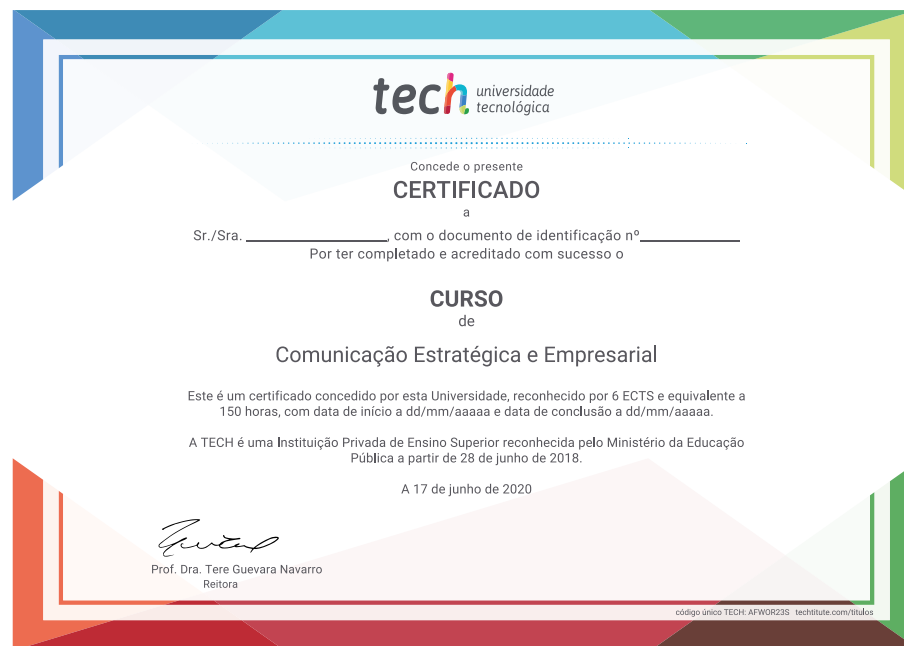 tech universidade
tecnológica
Concede o presente
CERTIFICADO
a
Sr./Sra. ____________________, com o documento de identificação nº______________
Por ter completado e acreditado com sucesso o
CURSO
de
Comunicação Estratégica e Empresarial
Este é um certificado concedido por esta Universidade, reconhecido por 6 ECTS e equivalente a
150 horas, com data de início a dd/mm/aaaaa e data de conclusão a dd/mm/aaaaa.
A TECH é uma Instituição Privada de Ensino Superior reconhecida pelo Ministério da Educação
Pública a partir de 28 de junho de 2018.
A 17 de junho de 2020
Prof. Dra. Tere Guevara Navarro
Reitora
código único TECH: AFWOR23S techtitute.com/titulos